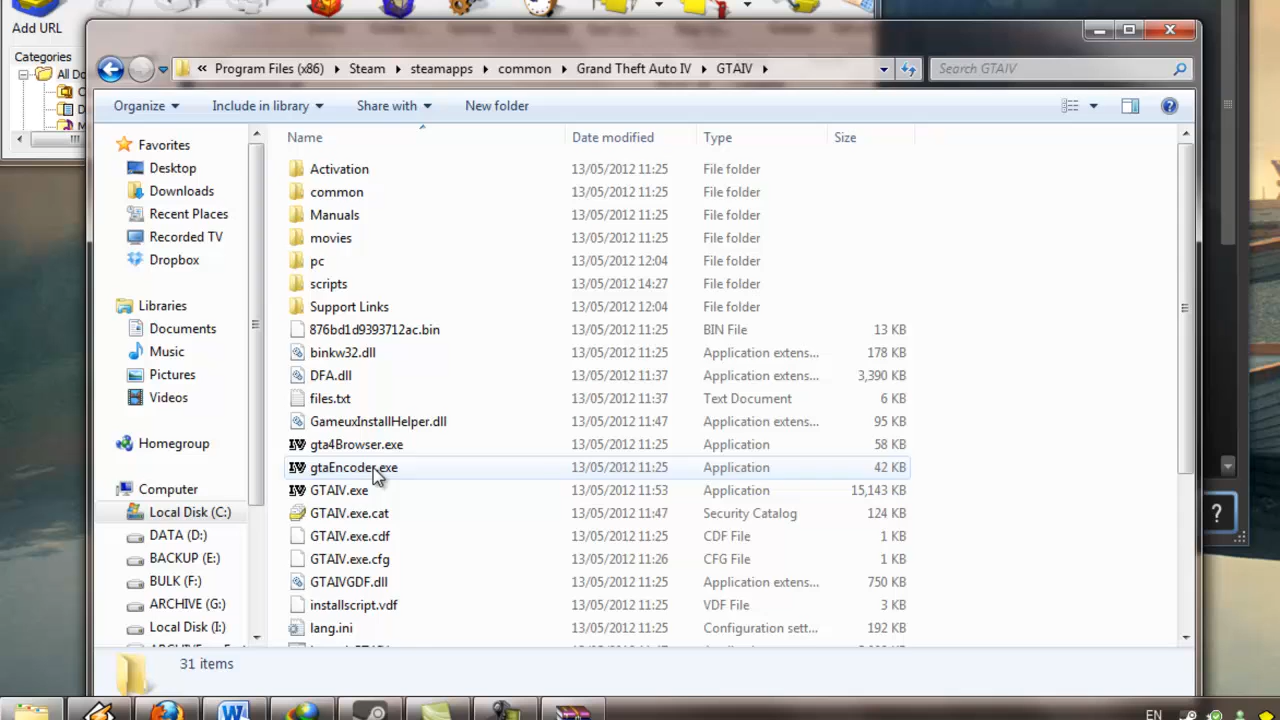 Add URL
Categories
All Do
« Program Files (x86) Steam steamapps common Grand Theft Auto IV GTAIV Search GTAIV
Organize Include in library Share with New folder
Favorites
Desktop
Downloads
Recent Places
Recorded TV
Dropbox
Libraries
Documents
Music
Pictures
Videos
Homegroup
Computer
Local Disk (C:)
DATA (D:)
BACKUP (E:)
BULK (F:)
ARCHIVE (G:)
Local Disk (I:)
Name Date modified Type Size
Activation 13/05/2012 11:25 File folder
common 13/05/2012 11:25 File folder
Manuals 13/05/2012 11:25 File folder
movies 13/05/2012 11:25 File folder
pc 13/05/2012 12:04 File folder
scripts 13/05/2012 14:27 File folder
Support Links 13/05/2012 12:04 File folder
876bd1d9393712ac.bin 13/05/2012 11:25 BIN File 13 KB
binkw32.dll 13/05/2012 11:25 Application extens... 178 KB
DFA.dll 13/05/2012 11:37 Application extens... 3,390 KB
files.txt 13/05/2012 11:37 Text Document 6 KB
GameuxInstallHelper.dll 13/05/2012 11:47 Application extens... 95 KB
gta4Browser.exe 13/05/2012 11:25 Application 58 KB
gtaEncoder.exe 13/05/2012 11:25 Application 42 KB
GTAIV.exe 13/05/2012 11:53 Application 15,143 KB
GTAIV.exe.cat 13/05/2012 11:47 Security Catalog 124 KB
GTAIV.exe.cdf 13/05/2012 11:25 CDF File 1 KB
GTAIV.exe.cfg 13/05/2012 11:26 CFG File 1 KB
GTAIVGDF.dll 13/05/2012 11:25 Application extens... 750 KB
installscript.vdf 13/05/2012 11:25 VDF File 3 KB
lang.ini 13/05/2012 11:25 Configuration sett... 192 KB
31 items
EN